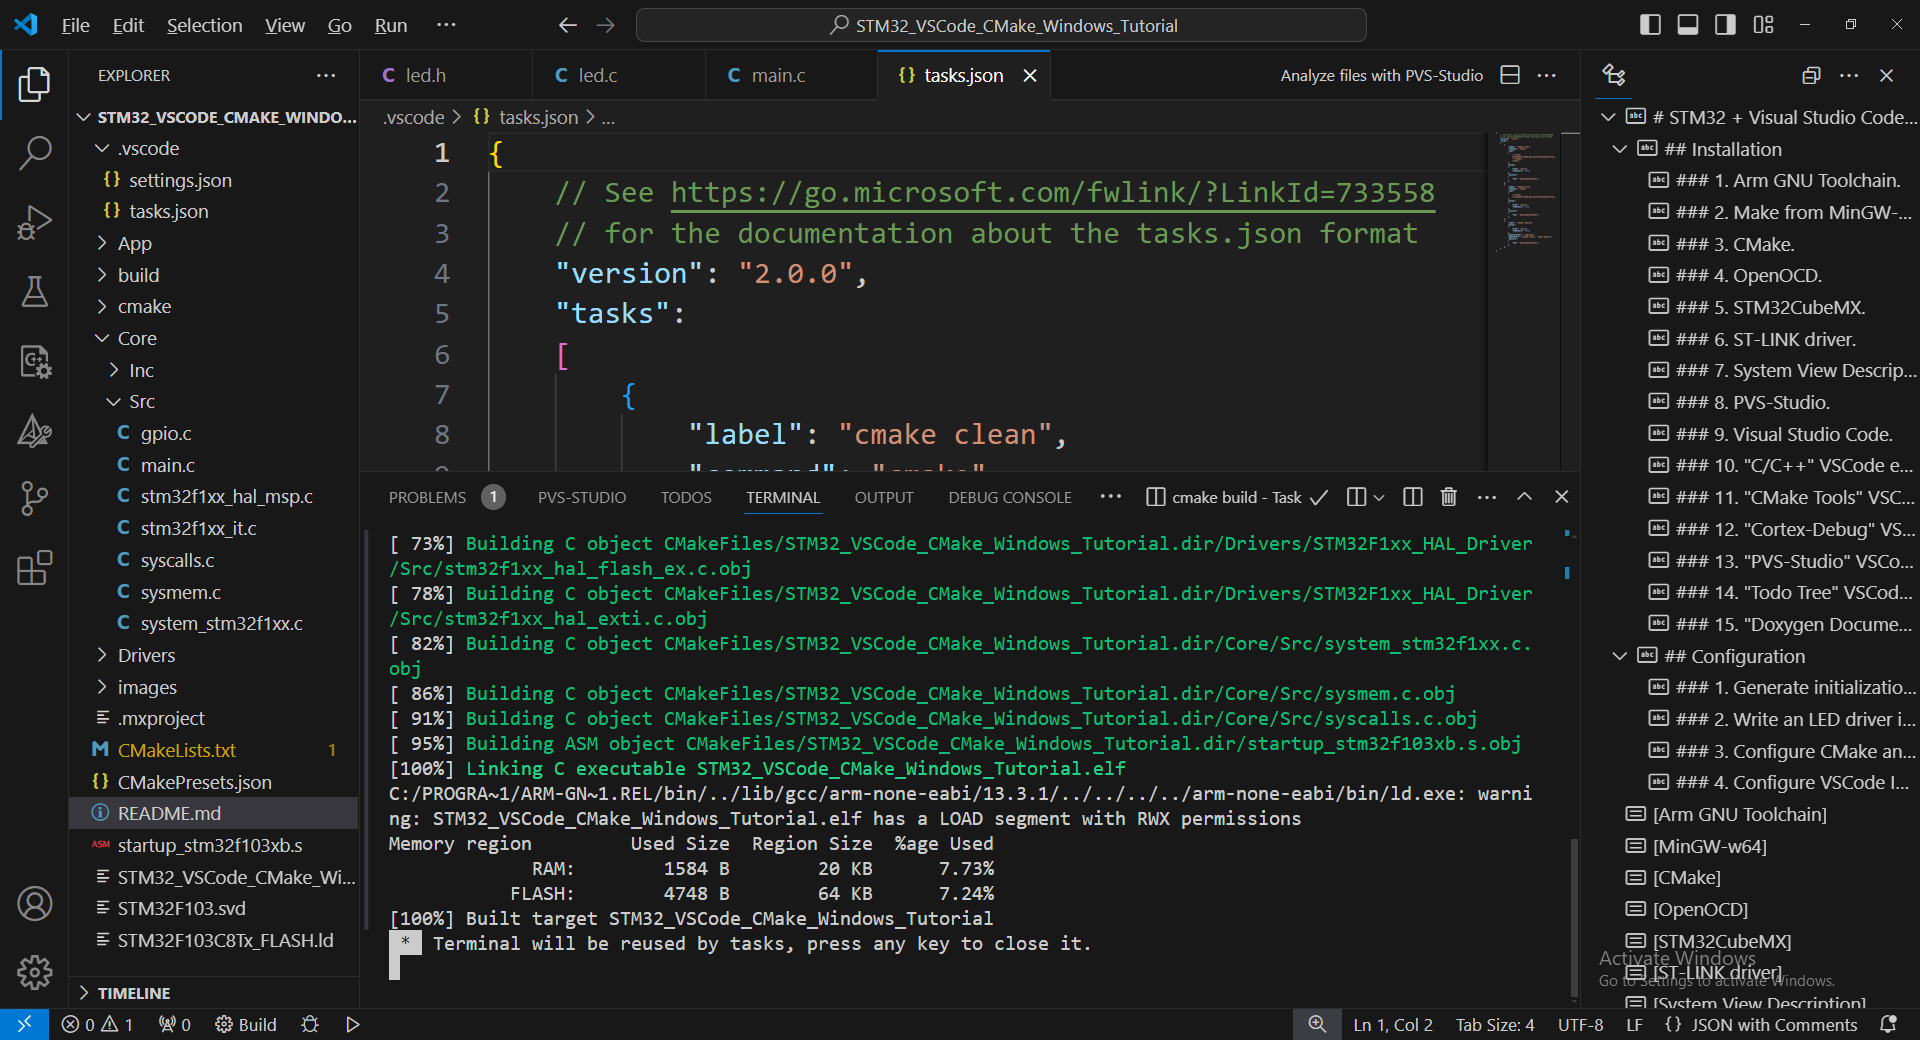 File Edit Selection View Go Run ··· STM32_VSCode_CMake_Windows_Tutorial
EXPLORER ···
STM32_VSCODE_CMAKE_WINDO...
.vscode
{} settings.json
{} tasks.json
App
build
cmake
Core
Inc
Src
C gpio.c
C main.c
C stm32f1xx_hal_msp.c
C stm32f1xx_it.c
C syscalls.c
C sysmem.c
C system_stm32f1xx.c
Drivers
images
.mxproject
M CMakeLists.txt 1
{} CMakePresets.json
README.md
ASM startup_stm32f103xb.s
STM32_VSCode_CMake_Wi...
STM32F103.svd
STM32F103C8Tx_FLASH.ld
TIMELINE
C led.h C led.c C main.c {} tasks.json Analyze files with PVS-Studio ···
.vscode > {} tasks.json > ...
1 {
2 // See https://go.microsoft.com/fwlink/?LinkId=733558
3 // for the documentation about the tasks.json format
4 "version": "2.0.0",
5 "tasks":
6 [
7 {
8 "label": "cmake clean",
9 "command": "cmake"
PROBLEMS 1 PVS-STUDIO TODOS TERMINAL OUTPUT DEBUG CONSOLE ··· cmake build - Task ✓ ···
[ 73%] Building C object CMakeFiles/STM32_VSCode_CMake_Windows_Tutorial.dir/Drivers/STM32F1xx_HAL_Driver
/Src/stm32f1xx_hal_flash_ex.c.obj
[ 78%] Building C object CMakeFiles/STM32_VSCode_CMake_Windows_Tutorial.dir/Drivers/STM32F1xx_HAL_Driver
/Src/stm32f1xx_hal_exti.c.obj
[ 82%] Building C object CMakeFiles/STM32_VSCode_CMake_Windows_Tutorial.dir/Core/Src/system_stm32f1xx.c.
obj
[ 86%] Building C object CMakeFiles/STM32_VSCode_CMake_Windows_Tutorial.dir/Core/Src/sysmem.c.obj
[ 91%] Building C object CMakeFiles/STM32_VSCode_CMake_Windows_Tutorial.dir/Core/Src/syscalls.c.obj
[ 95%] Building ASM object CMakeFiles/STM32_VSCode_CMake_Windows_Tutorial.dir/startup_stm32f103xb.s.obj
[100%] Linking C executable STM32_VSCode_CMake_Windows_Tutorial.elf
C:/PROGRA~1/ARM-GN~1.REL/bin/../lib/gcc/arm-none-eabi/13.3.1/../../../../arm-none-eabi/bin/ld.exe: warni
ng: STM32_VSCode_CMake_Windows_Tutorial.elf has a LOAD segment with RWX permissions
Memory region Used Size Region Size %age Used
RAM: 1584 B 20 KB 7.73%
FLASH: 4748 B 64 KB 7.24%
[100%] Built target STM32_VSCode_CMake_Windows_Tutorial
* Terminal will be reused by tasks, press any key to close it.
# STM32 + Visual Studio Code...
## Installation
### 1. Arm GNU Toolchain.
### 2. Make from MinGW-...
### 3. CMake.
### 4. OpenOCD.
### 5. STM32CubeMX.
### 6. ST-LINK driver.
### 7. System View Descrip...
### 8. PVS-Studio.
### 9. Visual Studio Code.
### 10. "C/C++" VSCode e...
### 11. "CMake Tools" VSC...
### 12. "Cortex-Debug" VS...
### 13. "PVS-Studio" VSCo...
### 14. "Todo Tree" VSCod...
### 15. "Doxygen Docume...
## Configuration
### 1. Generate initializatio...
### 2. Write an LED driver i...
### 3. Configure CMake an...
### 4. Configure VSCode I...
[Arm GNU Toolchain]
[MinGW-w64]
[CMake]
[OpenOCD]
[STM32CubeMX]
[ST-LINK driver]
[System View Description]
Activate Windows
Go to Settings to activate Windows.
0 1 0 Build Ln 1, Col 2 Tab Size: 4 UTF-8 LF {} JSON with Comments